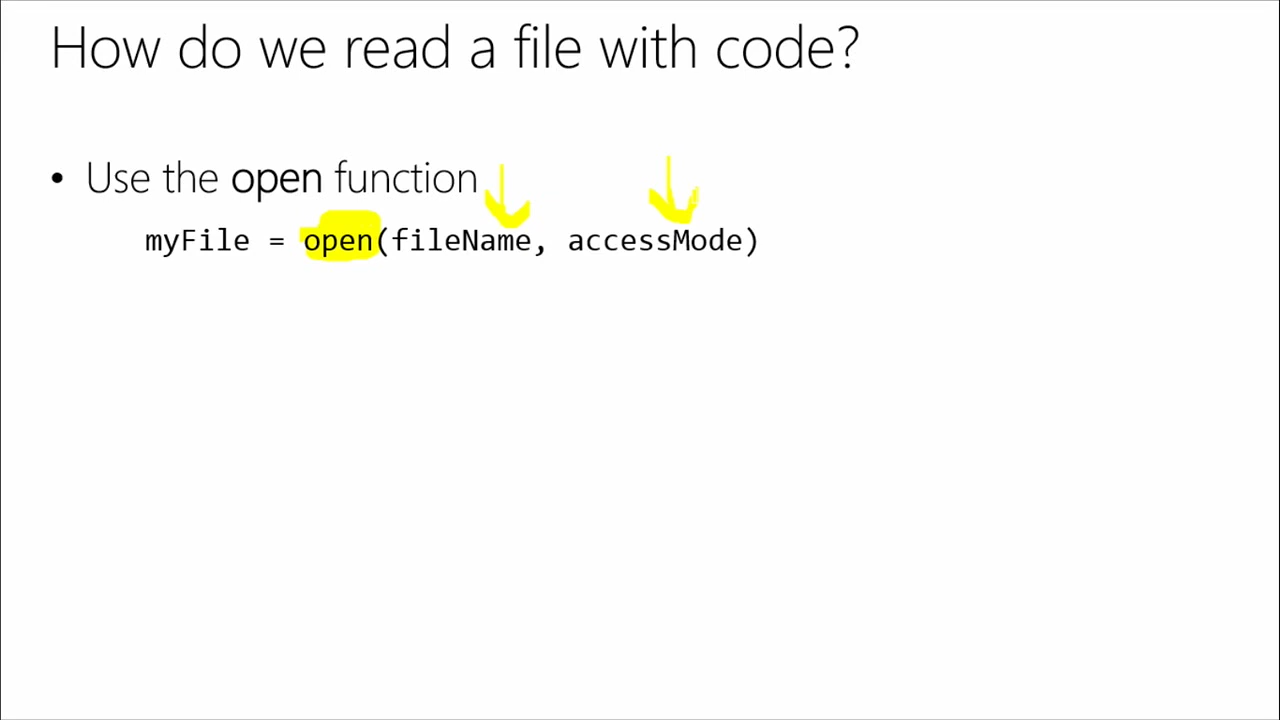 How do we read a file with code?
• Use the open function
myFile = open(fileName, accessMode)